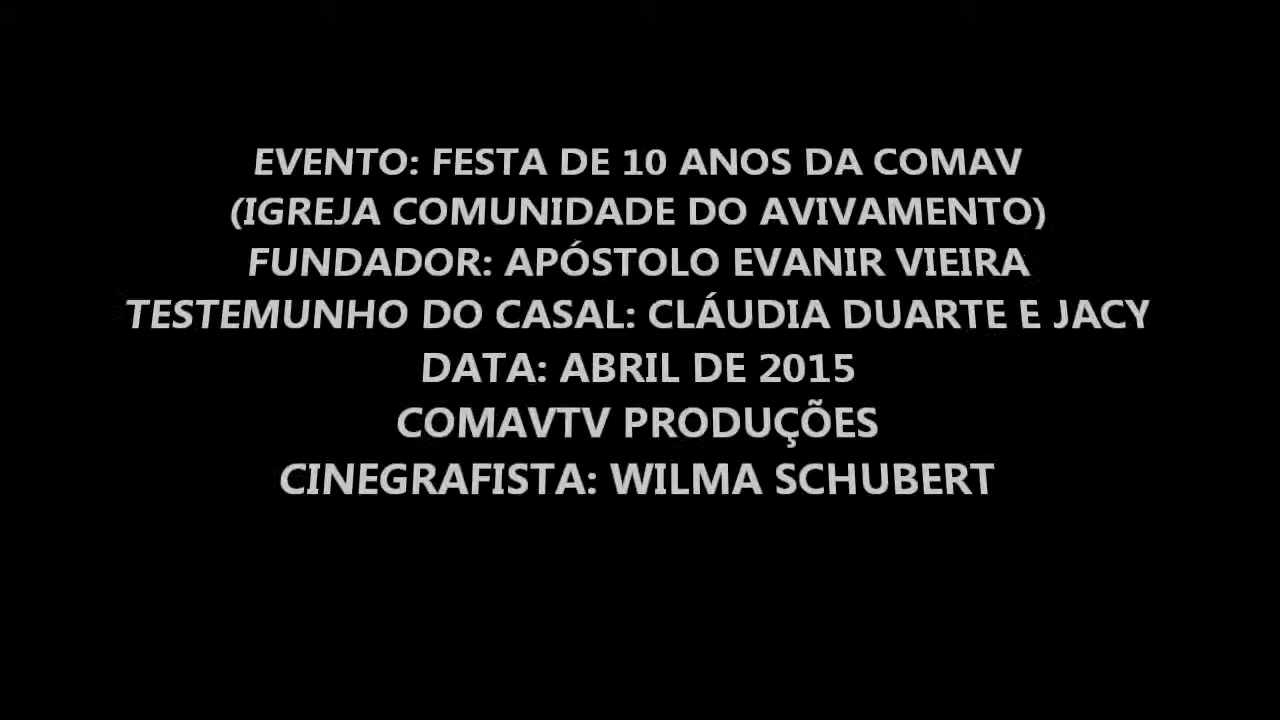 EVENTO: FESTA DE 10 ANOS DA COMAV
(IGREJA COMUNIDADE DO AVIVAMENTO)
FUNDADOR: APÓSTOLO EVANIR VIEIRA
TESTEMUNHO DO CASAL: CLÁUDIA DUARTE E JACY
DATA: ABRIL DE 2015
COMAVTV PRODUÇÕES
CINEGRAFISTA: WILMA SCHUBERT